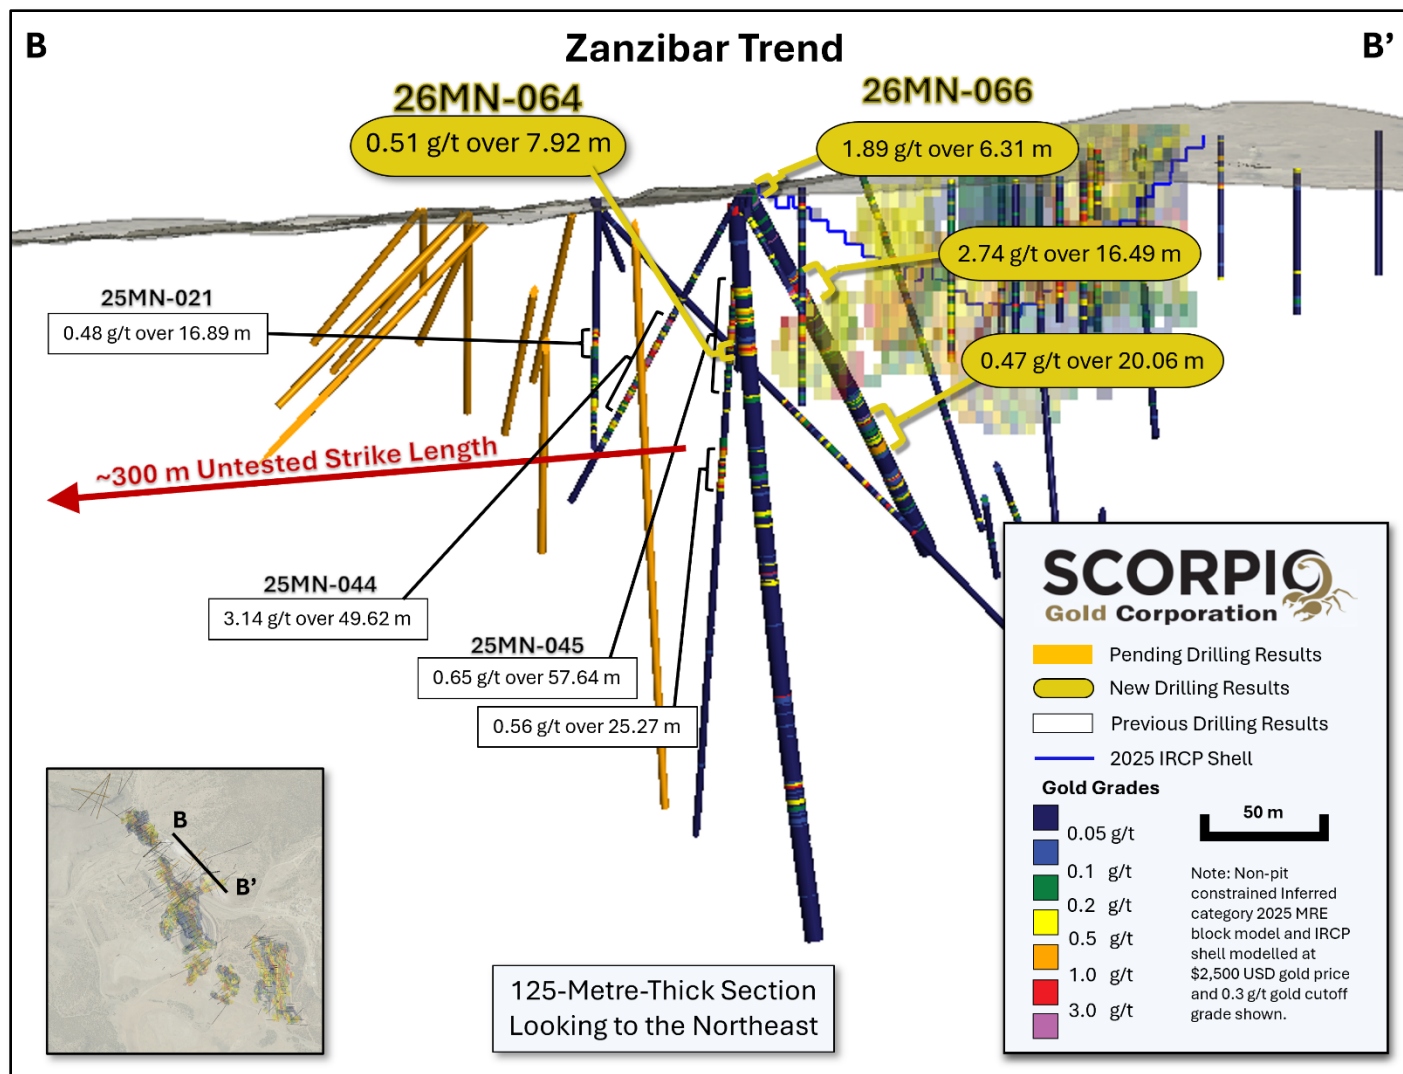 B
Zanzibar Trend
B’
26MN-064
0.51 g/t over 7.92 m
26MN-066
1.89 g/t over 6.31 m
2.74 g/t over 16.49 m
0.47 g/t over 20.06 m
25MN-021
0.48 g/t over 16.89 m
~300 m Untested Strike Length
25MN-044
3.14 g/t over 49.62 m
25MN-045
0.65 g/t over 57.64 m
0.56 g/t over 25.27 m
SCORPIO
Gold Corporation
Pending Drilling Results
New Drilling Results
Previous Drilling Results
2025 IRCP Shell
Gold Grades
0.05 g/t
0.1 g/t
0.2 g/t
0.5 g/t
1.0 g/t
3.0 g/t
50 m
Note: Non-pit
constrained Inferred
category 2025 MRE
block model and IRCP
shell modelled at
$2,500 USD gold price
and 0.3 g/t gold cutoff
grade shown.
B
B’
125-Metre-Thick Section
Looking to the Northeast